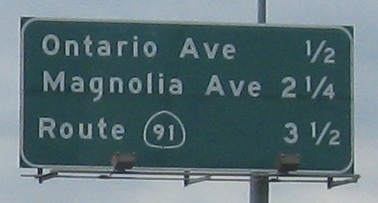 Ontario Ave ½
Magnolia Ave 2 ¼
Route 91 3 ½